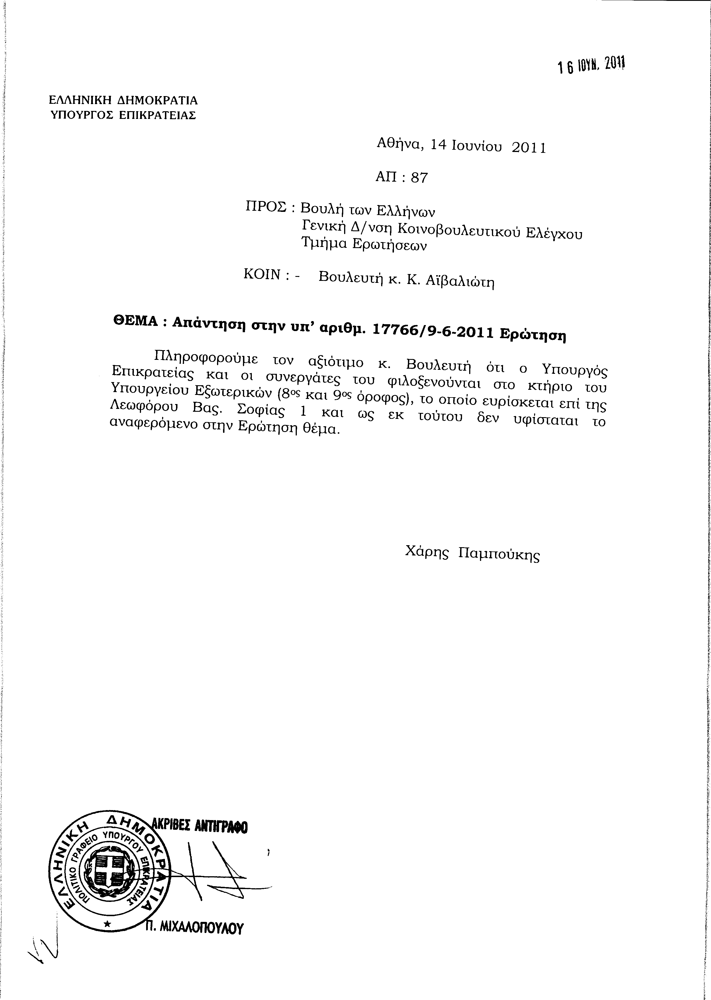 16 ΙΟΥΝ. 2011
ΕΛΛΗΝΙΚΗ ΔΗΜΟΚΡΑΤΙΑ
ΥΠΟΥΡΓΟΣ ΕΠΙΚΡΑΤΕΙΑΣ
Αθήνα, 14 Ιουνίου 2011
ΑΠ : 87
ΠΡΟΣ : Βουλή των Ελλήνων
Γενική Δ/νση Κοινοβουλευτικού Ελέγχου
Τμήμα Ερωτήσεων
ΚΟΙΝ : - Βουλευτή κ. Κ. Αϊβαλιώτη
ΘΕΜΑ : Απάντηση στην υπ' αριθμ. 17766/9-6-2011 Ερώτηση
Πληροφορούμε τον αξιότιμο κ. Βουλευτή ότι ο Υπουργός
Επικρατείας και οι συνεργάτες του φιλοξενούνται στο κτήριο του
Υπουργείου Εξωτερικών (8ος και 9ος όροφος), το οποίο ευρίσκεται επί της
Λεωφόρου Βας. Σοφίας 1 και ως εκ τούτου δεν υφίσταται το
αναφερόμενο στην Ερώτηση θέμα.
Χάρης Παμπούκης
ΕΛΛΗΝΙΚΗ ΔΗΜΟΚΡΑΤΙΑ
ΠΟΛΙΤΙΚΟ ΓΡΑΦΕΙΟ ΥΠΟΥΡΓΟΥ ΕΠΙΚΡΑΤΕΙΑΣ
ΑΚΡΙΒΕΣ ΑΝΤΙΓΡΑΦΟ
Π. ΜΙΧΑΛΟΠΟΥΛΟΥ